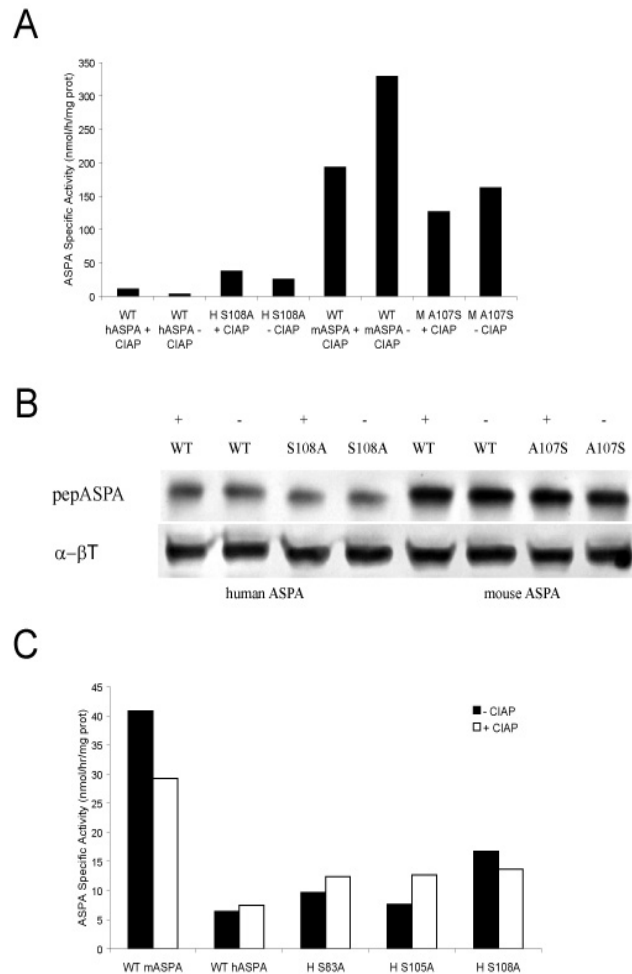 A
ASPA Specific Activity (nmol/h/mg prot)
350
300
250
200
150
100
50
0
WT hASPA + CIAP
WT hASPA - CIAP
H S108A + CIAP
H S108A - CIAP
WT mASPA + CIAP
WT mASPA - CIAP
M A107S + CIAP
M A107S - CIAP
B
+ - + - + - + -
WT WT S108A S108A WT WT A107S A107S
pepASPA
α-βT
human ASPA mouse ASPA
C
ASPA Specific Activity (nmol/hr/mg prot)
45
40
35
30
25
20
15
10
5
0
- CIAP
+ CIAP
WT mASPA WT hASPA H S83A H S105A H S108A